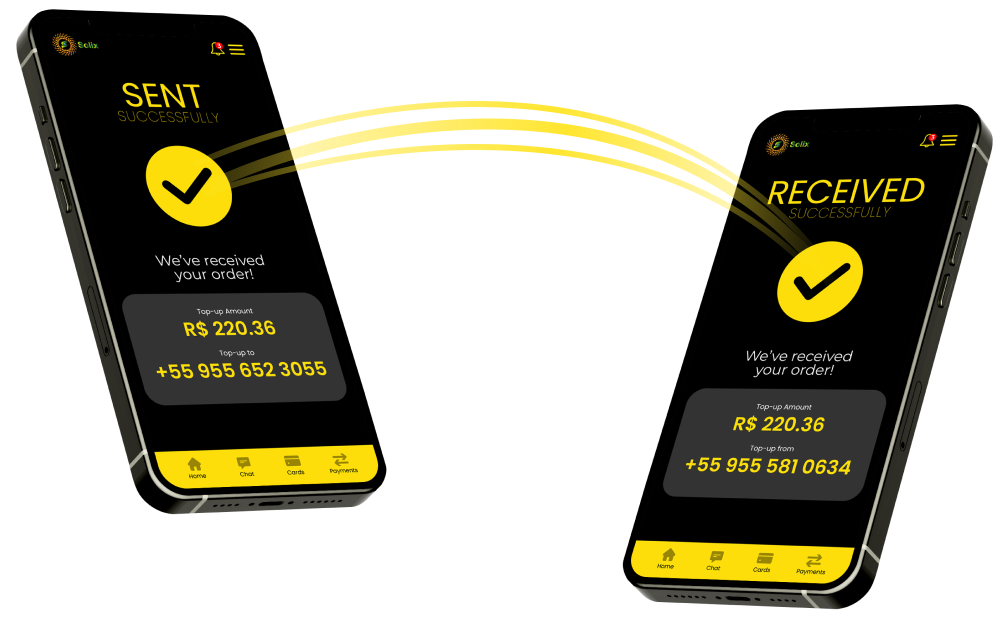 Solix
3
SENT
SUCCESSFULLY
We've received
your order!
Top-up Amount
R$ 220.36
Top-up to
+55 955 652 3055
Home
Chat
Cards
Payments
Solix
3
RECEIVED
SUCCESSFULLY
We've received
your order!
Top-up Amount
R$ 220.36
Top-up from
+55 955 581 0634
Home
Chat
Cards
Payments